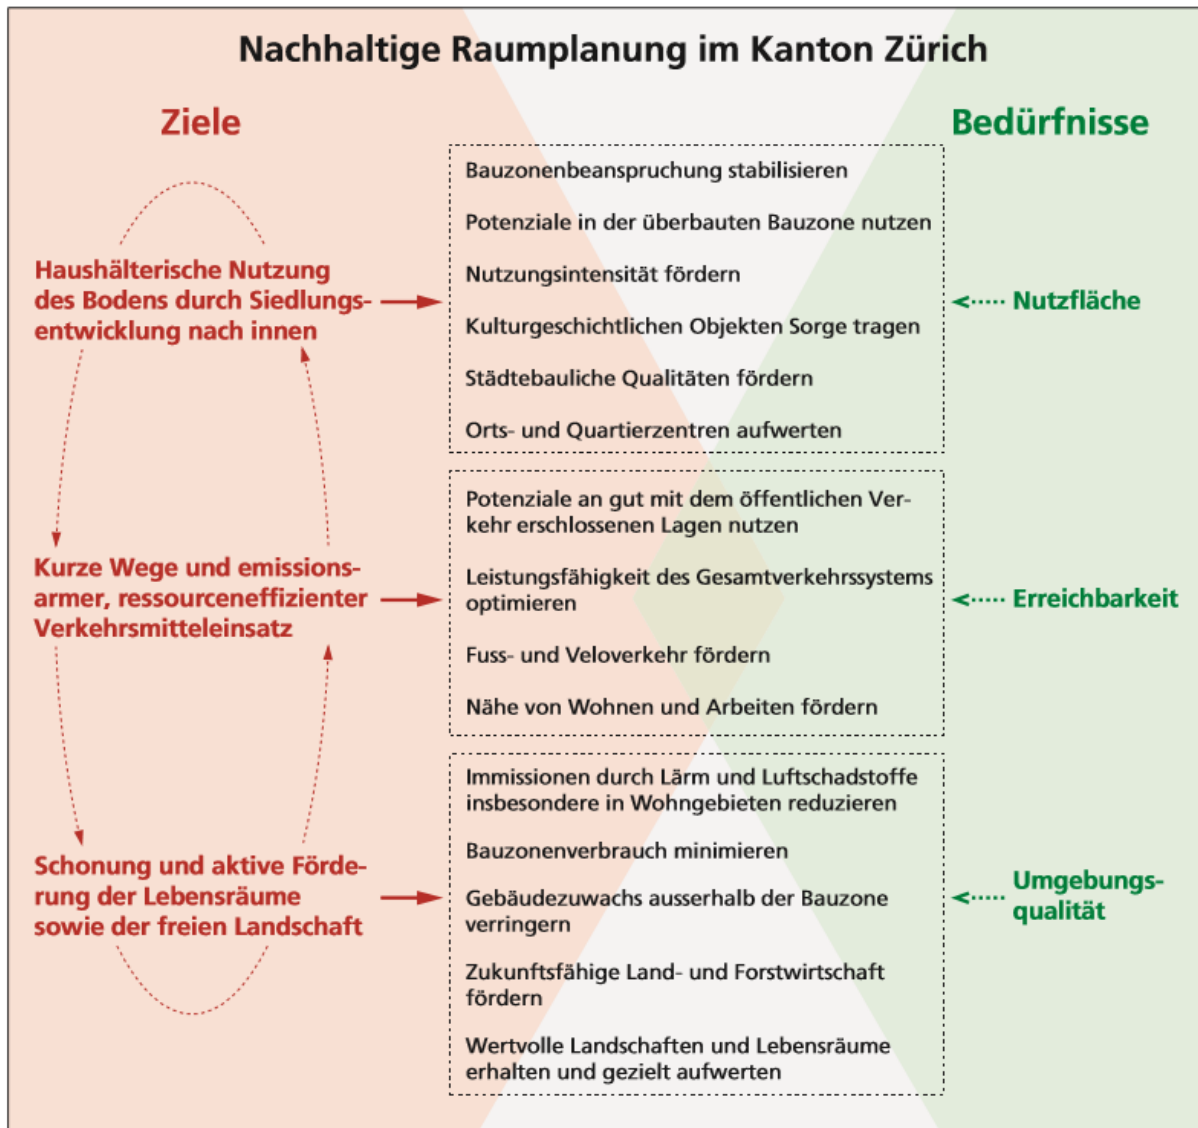 Nachhaltige Raumplanung im Kanton Zürich
Ziele
Bedürfnisse
Haushälterische Nutzung
des Bodens durch Siedlungs-
entwicklung nach innen
Bauzonenbeanspruchung stabilisieren
Potenziale in der überbauten Bauzone nutzen
Nutzungsintensität fördern
Kulturgeschichtlichen Objekten Sorge tragen
Städtebauliche Qualitäten fördern
Orts- und Quartierzentren aufwerten
Nutzfläche
Kurze Wege und emissions-
armer, ressourceneffizienter
Verkehrsmitteleinsatz
Potenziale an gut mit dem öffentlichen Ver-
kehr erschlossenen Lagen nutzen
Leistungsfähigkeit des Gesamtverkehrssystems
optimieren
Fuss- und Veloverkehr fördern
Nähe von Wohnen und Arbeiten fördern
Erreichbarkeit
Schonung und aktive Förde-
rung der Lebensräume
sowie der freien Landschaft
Immissionen durch Lärm und Luftschadstoffe
insbesondere in Wohngebieten reduzieren
Bauzonenverbrauch minimieren
Gebäudezuwachs ausserhalb der Bauzone
verringern
Zukunftsfähige Land- und Forstwirtschaft
fördern
Wertvolle Landschaften und Lebensräume
erhalten und gezielt aufwerten
Umgebungs-
qualität